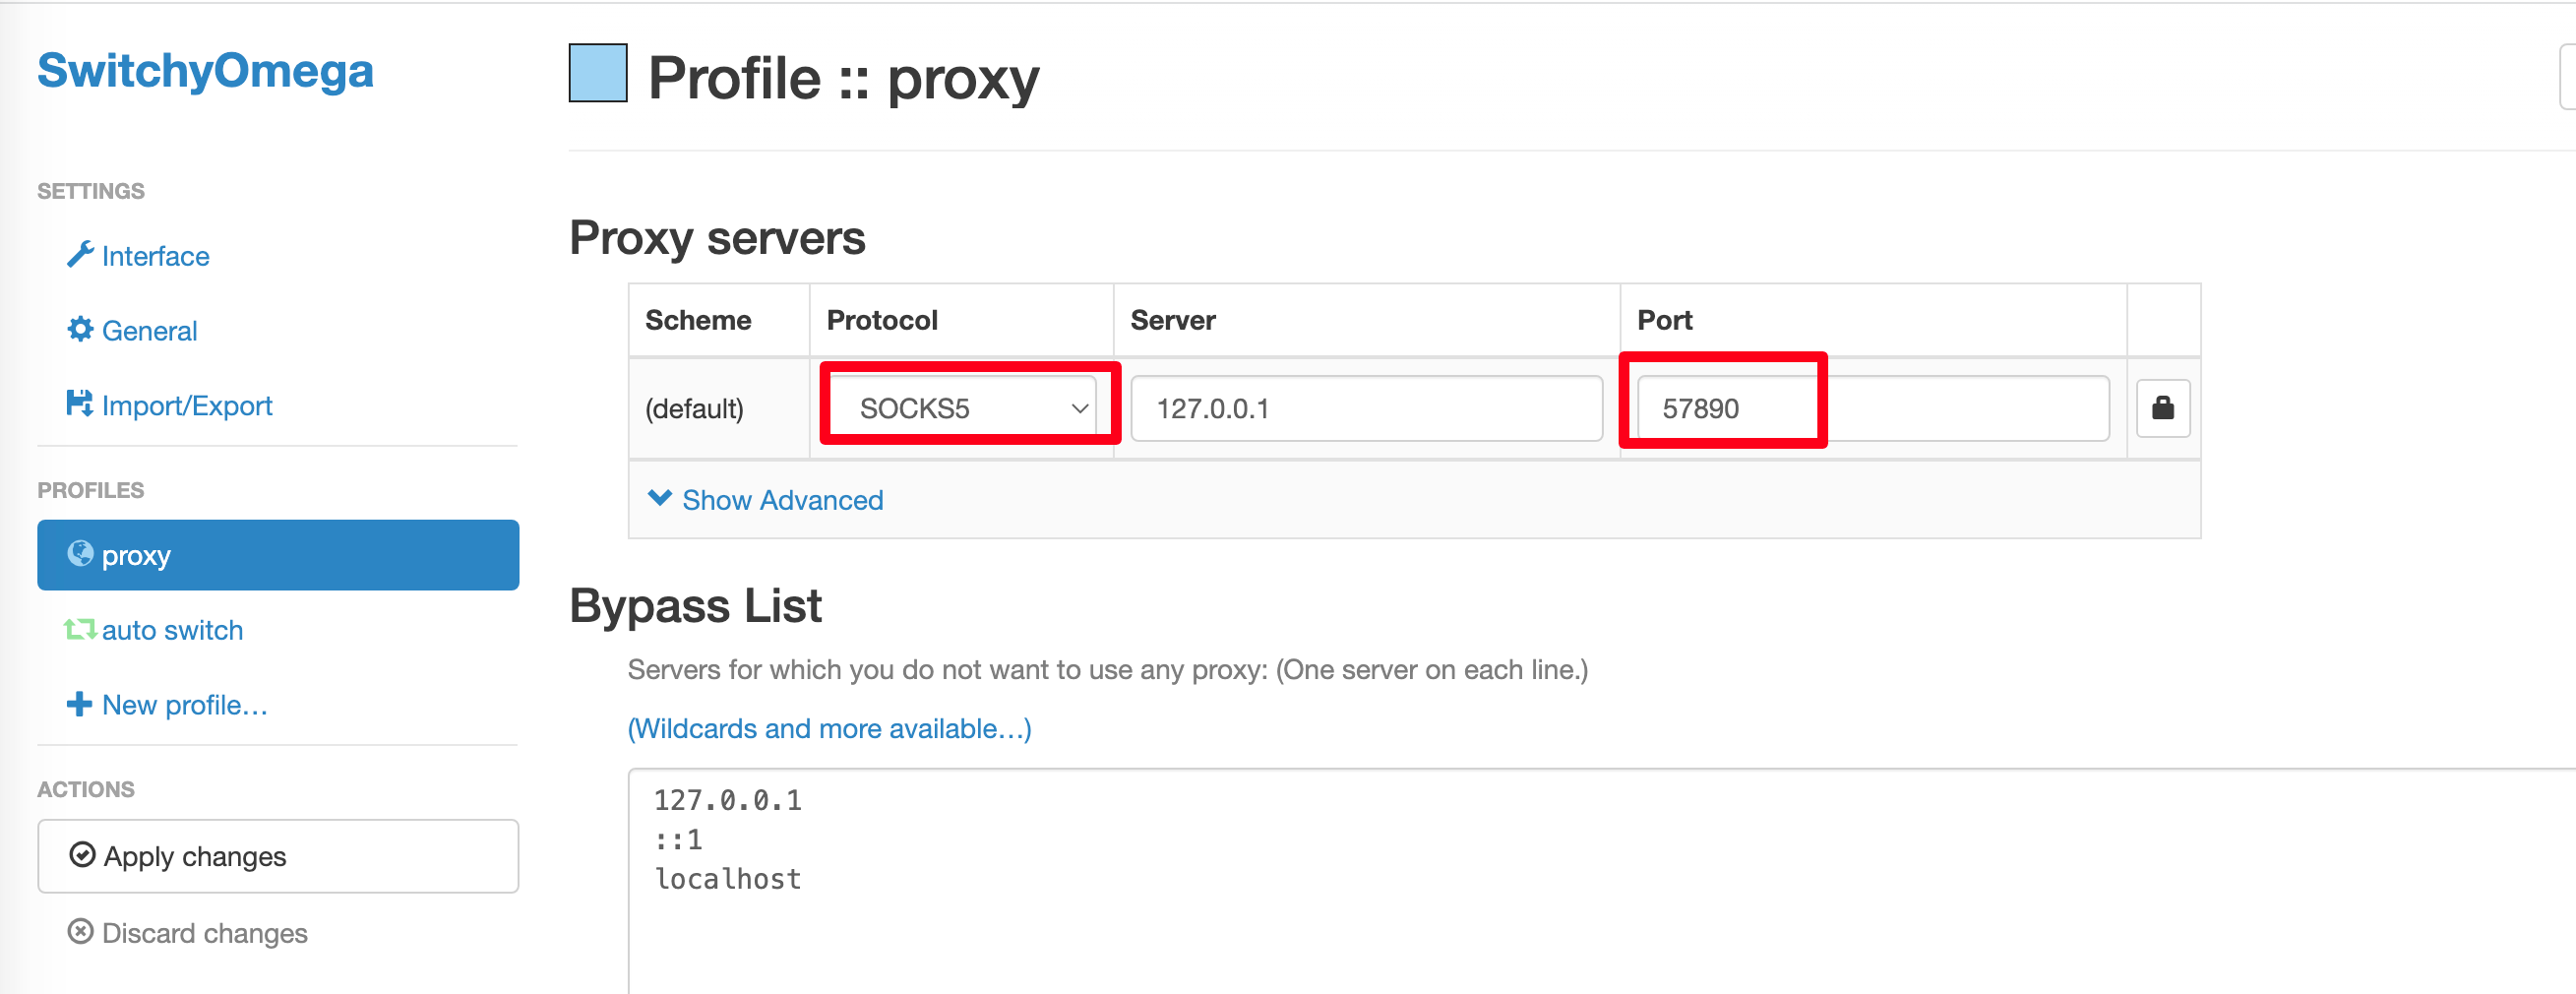 SwitchyOmega
SETTINGS
Interface
General
Import/Export
PROFILES
proxy
auto switch
New profile…
ACTIONS
Apply changes
Discard changes
Profile :: proxy
Proxy servers
Scheme Protocol Server Port
(default) SOCKS5 127.0.0.1 57890
Show Advanced
Bypass List
Servers for which you do not want to use any proxy: (One server on each line.)
(Wildcards and more available…)
127.0.0.1
::1
localhost